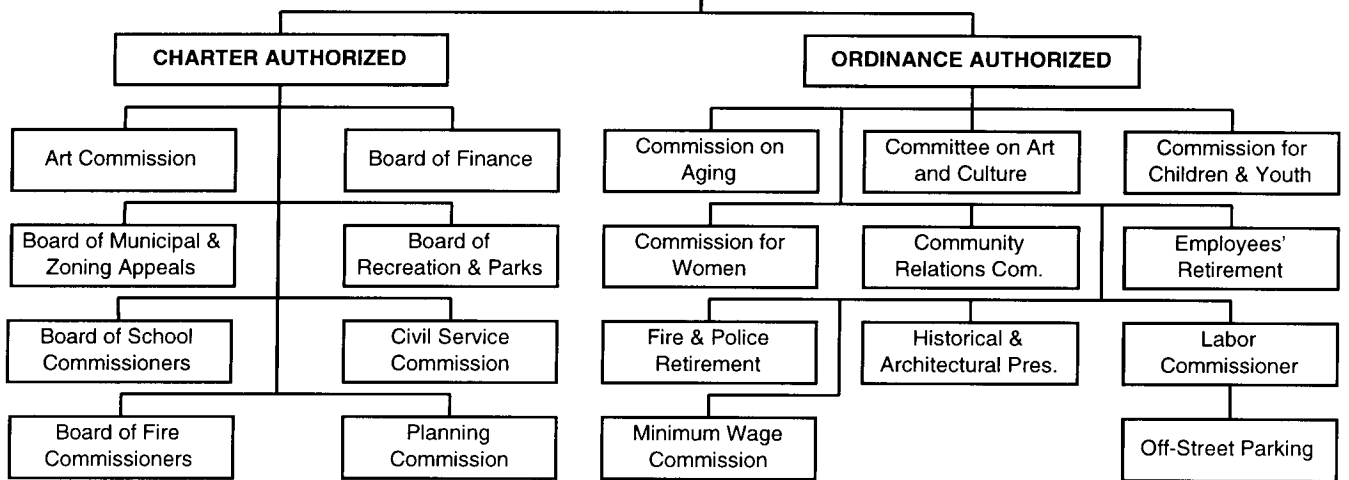 CHARTER AUTHORIZED
ORDINANCE AUTHORIZED
Art Commission
Board of Finance
Commission on
Aging
Committee on Art
and Culture
Commission for
Children & Youth
Board of Municipal &
Zoning Appeals
Board of
Recreation & Parks
Commission for
Women
Community
Relations Com.
Employees'
Retirement
Board of School
Commissioners
Civil Service
Commission
Fire & Police
Retirement
Historical &
Architectural Pres.
Labor
Commissioner
Board of Fire
Commissioners
Planning
Commission
Minimum Wage
Commission
Off-Street Parking